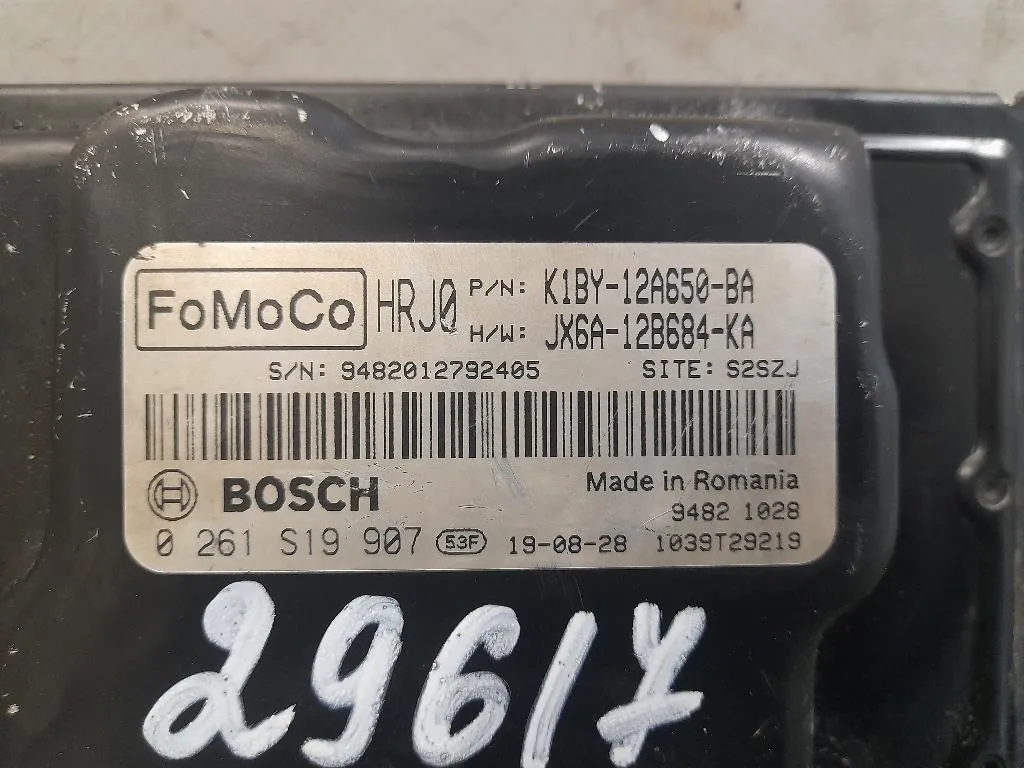 FoMoCo HRJ0 P/N: K1BY-12A650-BA
H/W: JX6A-12B684-KA
S/N: 9482012792405 SITE: S2SZJ
BOSCH Made in Romania
9482 1028
0 261 S19 907 53F 19-08-28 1039T29219
29617